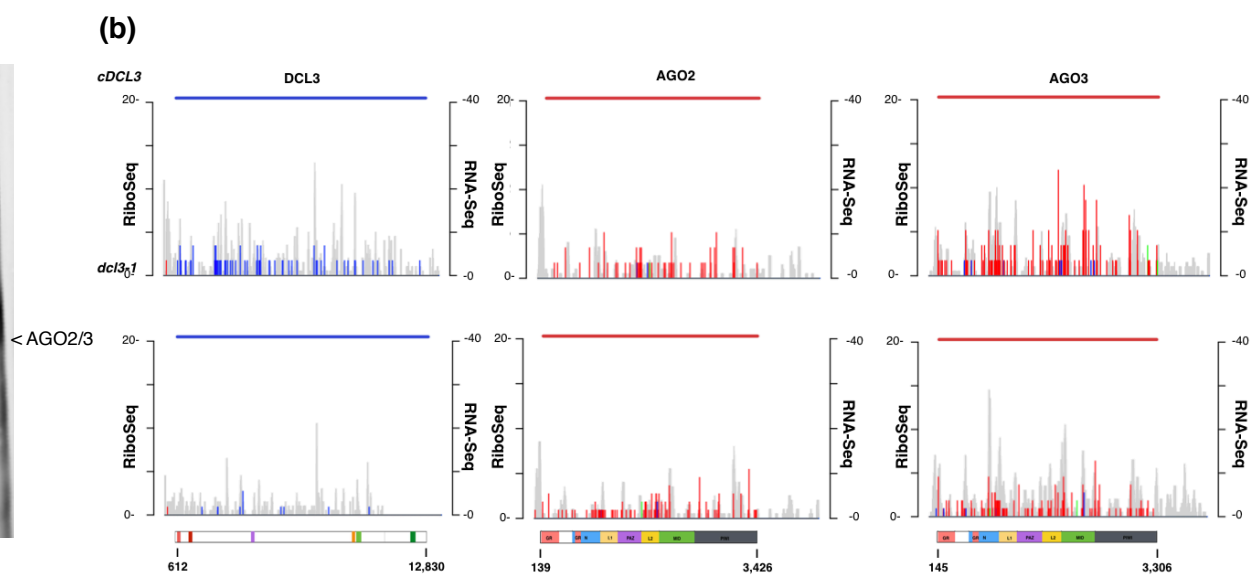 (b)
cDCL3 DCL3 AGO2 AGO3
20- -40 20- -40 20- -40
RiboSeq RNA-Seq RiboSeq RNA-Seq RiboSeq RNA-Seq
dcl3-1
0- -0 0- -0 0- -0
< AGO2/3
20- -40 20- -40 20- -40
RiboSeq RNA-Seq RiboSeq RNA-Seq RiboSeq RNA-Seq
0- -0 0- -0 0- -0
GR GR N L1 PAZ L2 MID PIWI GR GR N L1 PAZ L2 MID PIWI
612 12,830 139 3,426 145 3,306